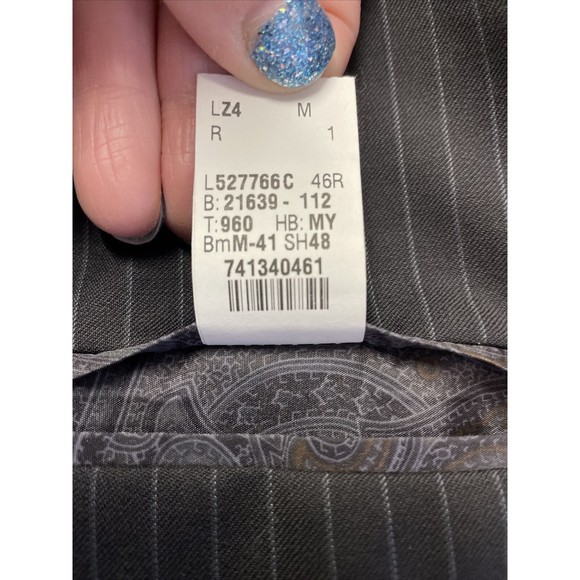 LZ4 M
R 1
L527766C 46R
B: 21639 - 112
T: 960 HB: MY
BmM-41 SH48
741340461